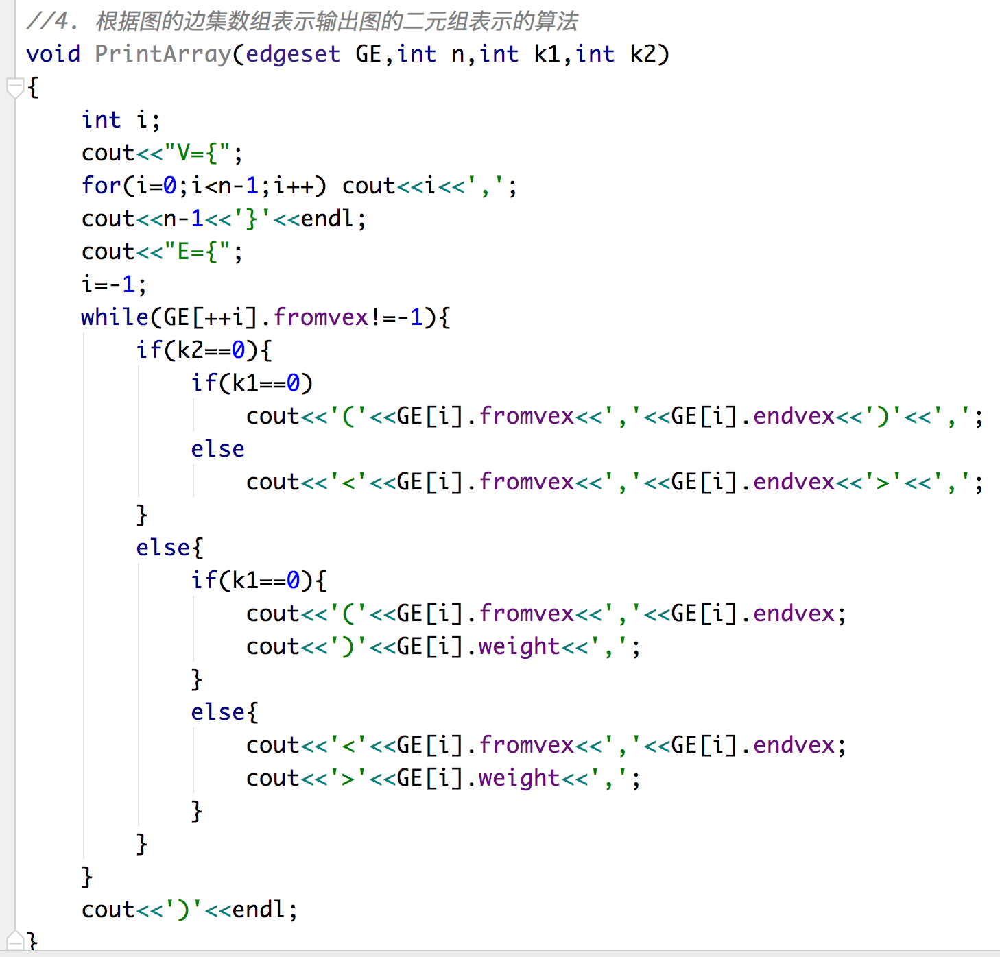 //4. 根据图的边集数组表示输出图的二元组表示的算法
void PrintArray(edgeset GE,int n,int k1,int k2)
{
    int i;
    cout<<"V={";
    for(i=0;i<n-1;i++) cout<<i<<',';
    cout<<n-1<<'}'<<endl;
    cout<<"E={";
    i=-1;
    while(GE[++i].fromvex!=-1){
        if(k2==0){
            if(k1==0)
                cout<<'('<<GE[i].fromvex<<','<<GE[i].endvex<<')'<<',';
            else
                cout<<'<'<<GE[i].fromvex<<','<<GE[i].endvex<<'>'<<',';
        }
        else{
            if(k1==0){
                cout<<'('<<GE[i].fromvex<<','<<GE[i].endvex;
                cout<<')'<<GE[i].weight<<',';
            }
            else{
                cout<<'<'<<GE[i].fromvex<<','<<GE[i].endvex;
                cout<<'>'<<GE[i].weight<<',';
            }
        }
    }
    cout<<')'<<endl;
}